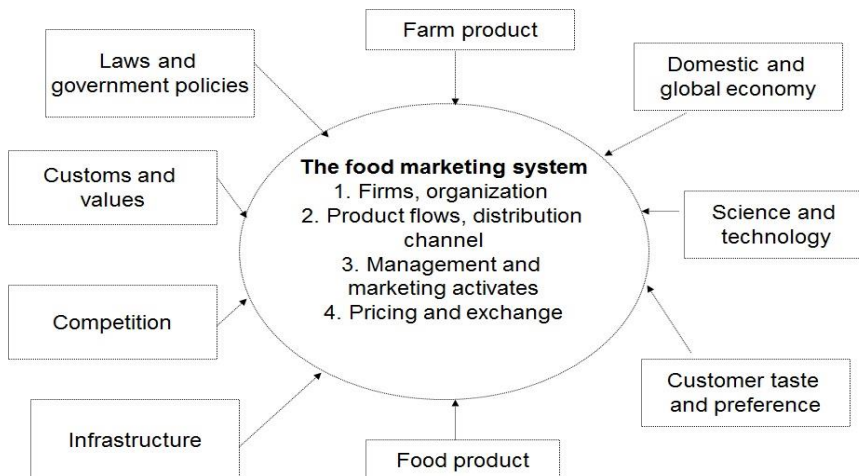 Farm product
Laws and
government policies
Domestic and
global economy
Customs and
values
The food marketing system
1. Firms, organization
2. Product flows, distribution
channel
3. Management and
marketing activates
4. Pricing and exchange
Science and
technology
Competition
Customer taste
and preference
Infrastructure
Food product